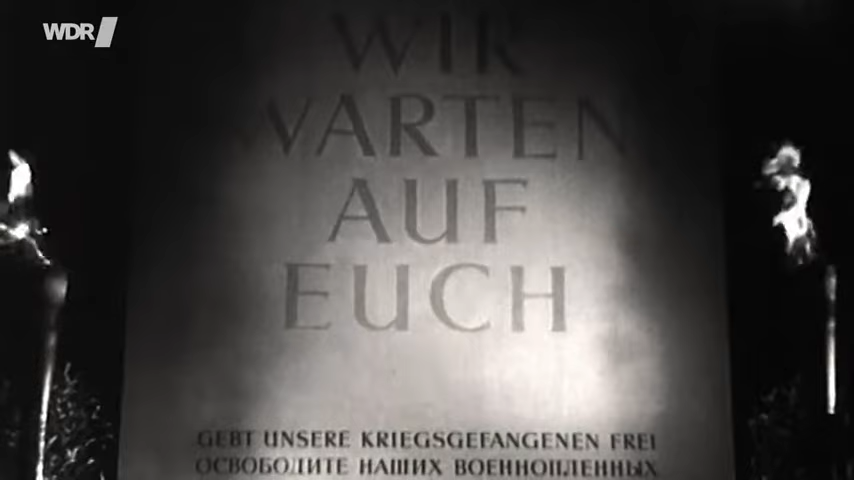 WDR
WIR
WARTEN
AUF
EUCH
GEBT UNSERE KRIEGSGEFANGENEN FREI
ОСВОБОДИТЕ НАШИХ ВОЕННОПЛЕННЫХ